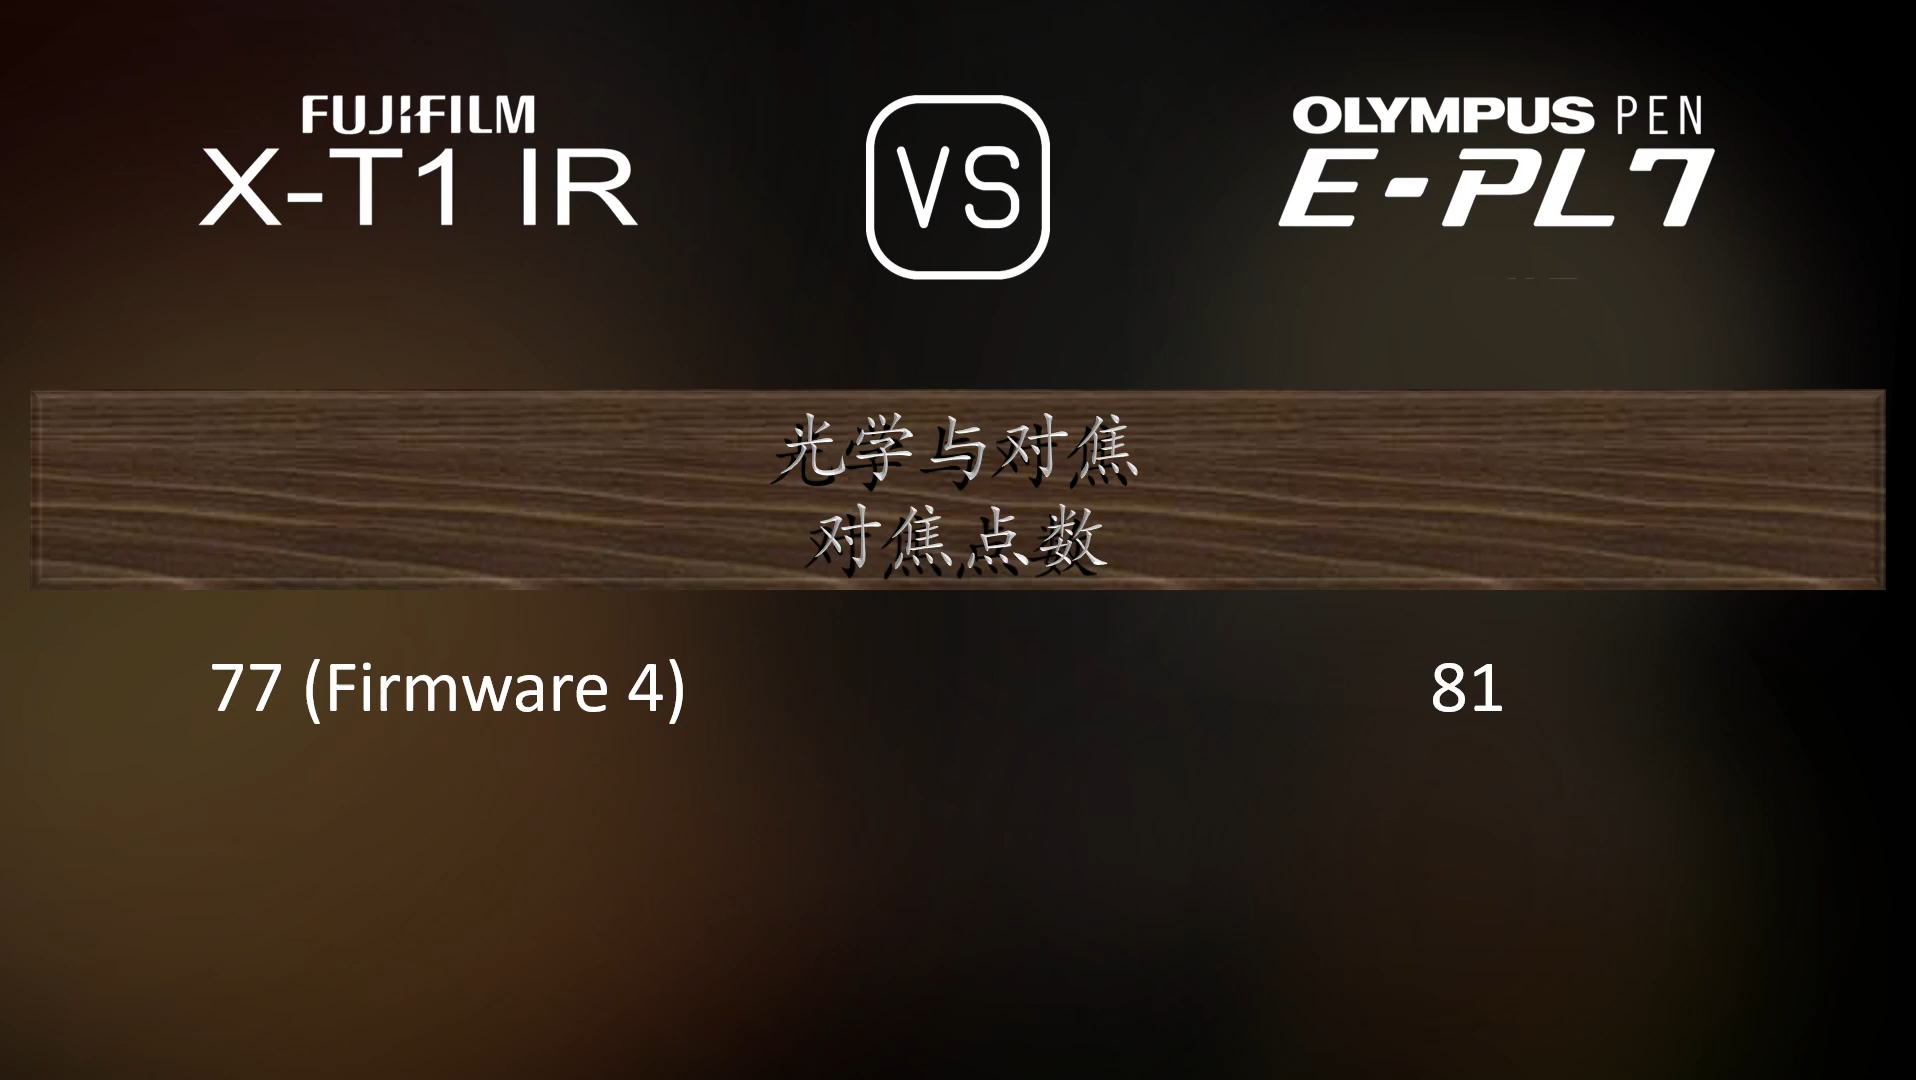 FUJIFILM
X-T1 IR
VS
OLYMPUS PEN
E-PL7
光学与对焦
对焦点数
77 (Firmware 4)
81